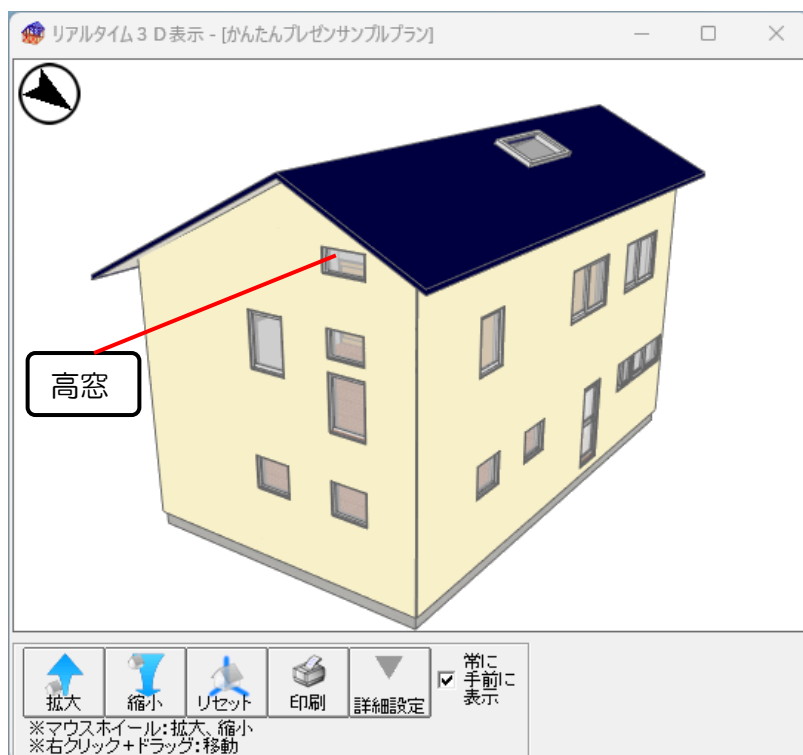 リアルタイム３Ｄ表示 - [かんたんプレゼンサンプルプラン]
高窓
拡大
縮小
リセット
印刷
詳細設定
常に
手前に
表示
※マウスホイール:拡大、縮小
※右クリック+ドラッグ:移動